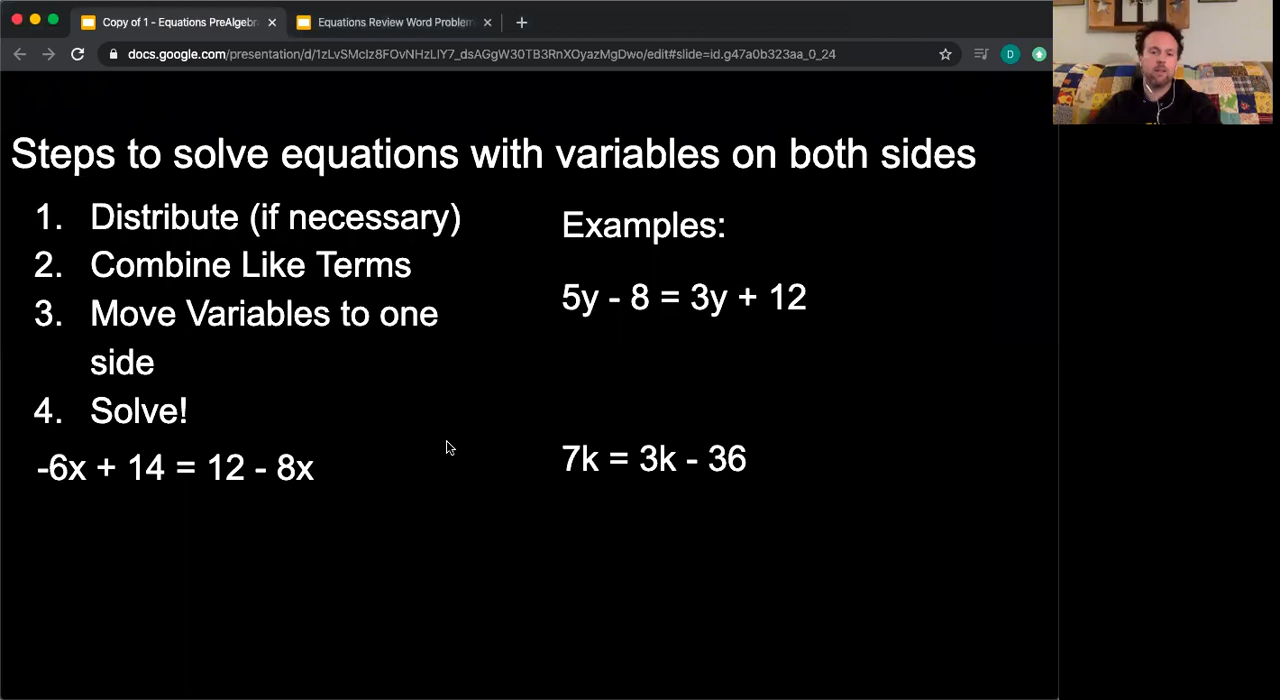 Copy of 1 - Equations PreAlgebr
Equations Review Word Problem
docs.google.com/presentation/d/1zLvSMcIz8FOvNHzLIY7_dsAGgW30TB3RnXOyazMgDwo/edit#slide=id.g47a0b323aa_0_24
D
Steps to solve equations with variables on both sides
1. Distribute (if necessary)
2. Combine Like Terms
3. Move Variables to one
side
4. Solve!
-6x + 14 = 12 - 8x
Examples:
5y - 8 = 3y + 12
7k = 3k - 36